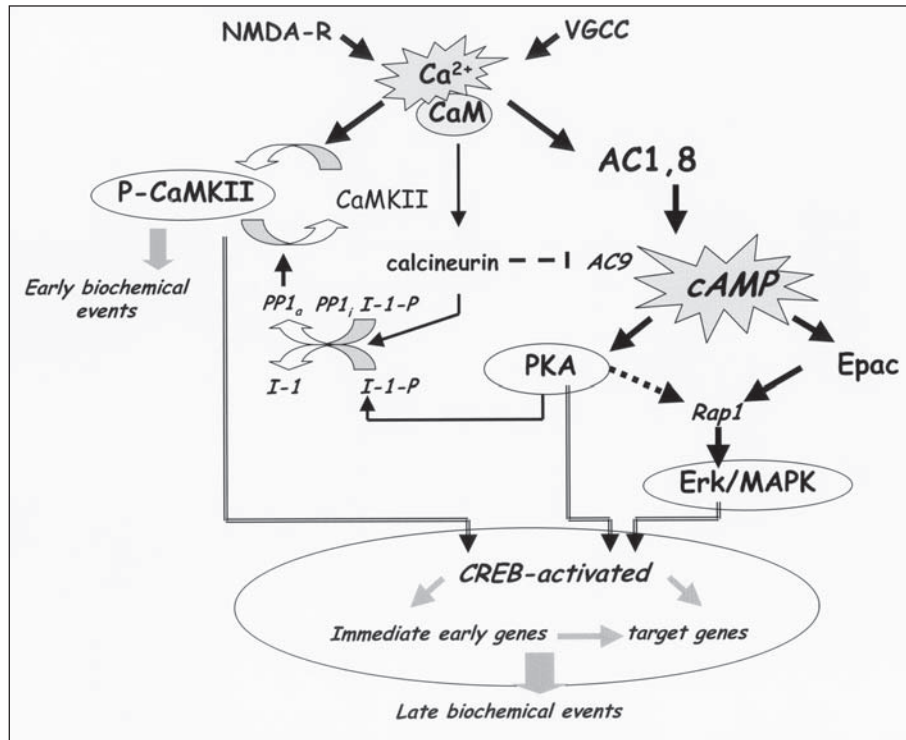 NMDA-R
VGCC
Ca²⁺
CaM
AC1,8
P-CaMKII
CaMKII
calcineurin
AC9
cAMP
Early biochemical
events
PP1ₐ PP1ᵢ I-1-P
I-1 I-1-P
PKA
Epac
Rap1
Erk/MAPK
CREB-activated
Immediate early genes
target genes
Late biochemical events